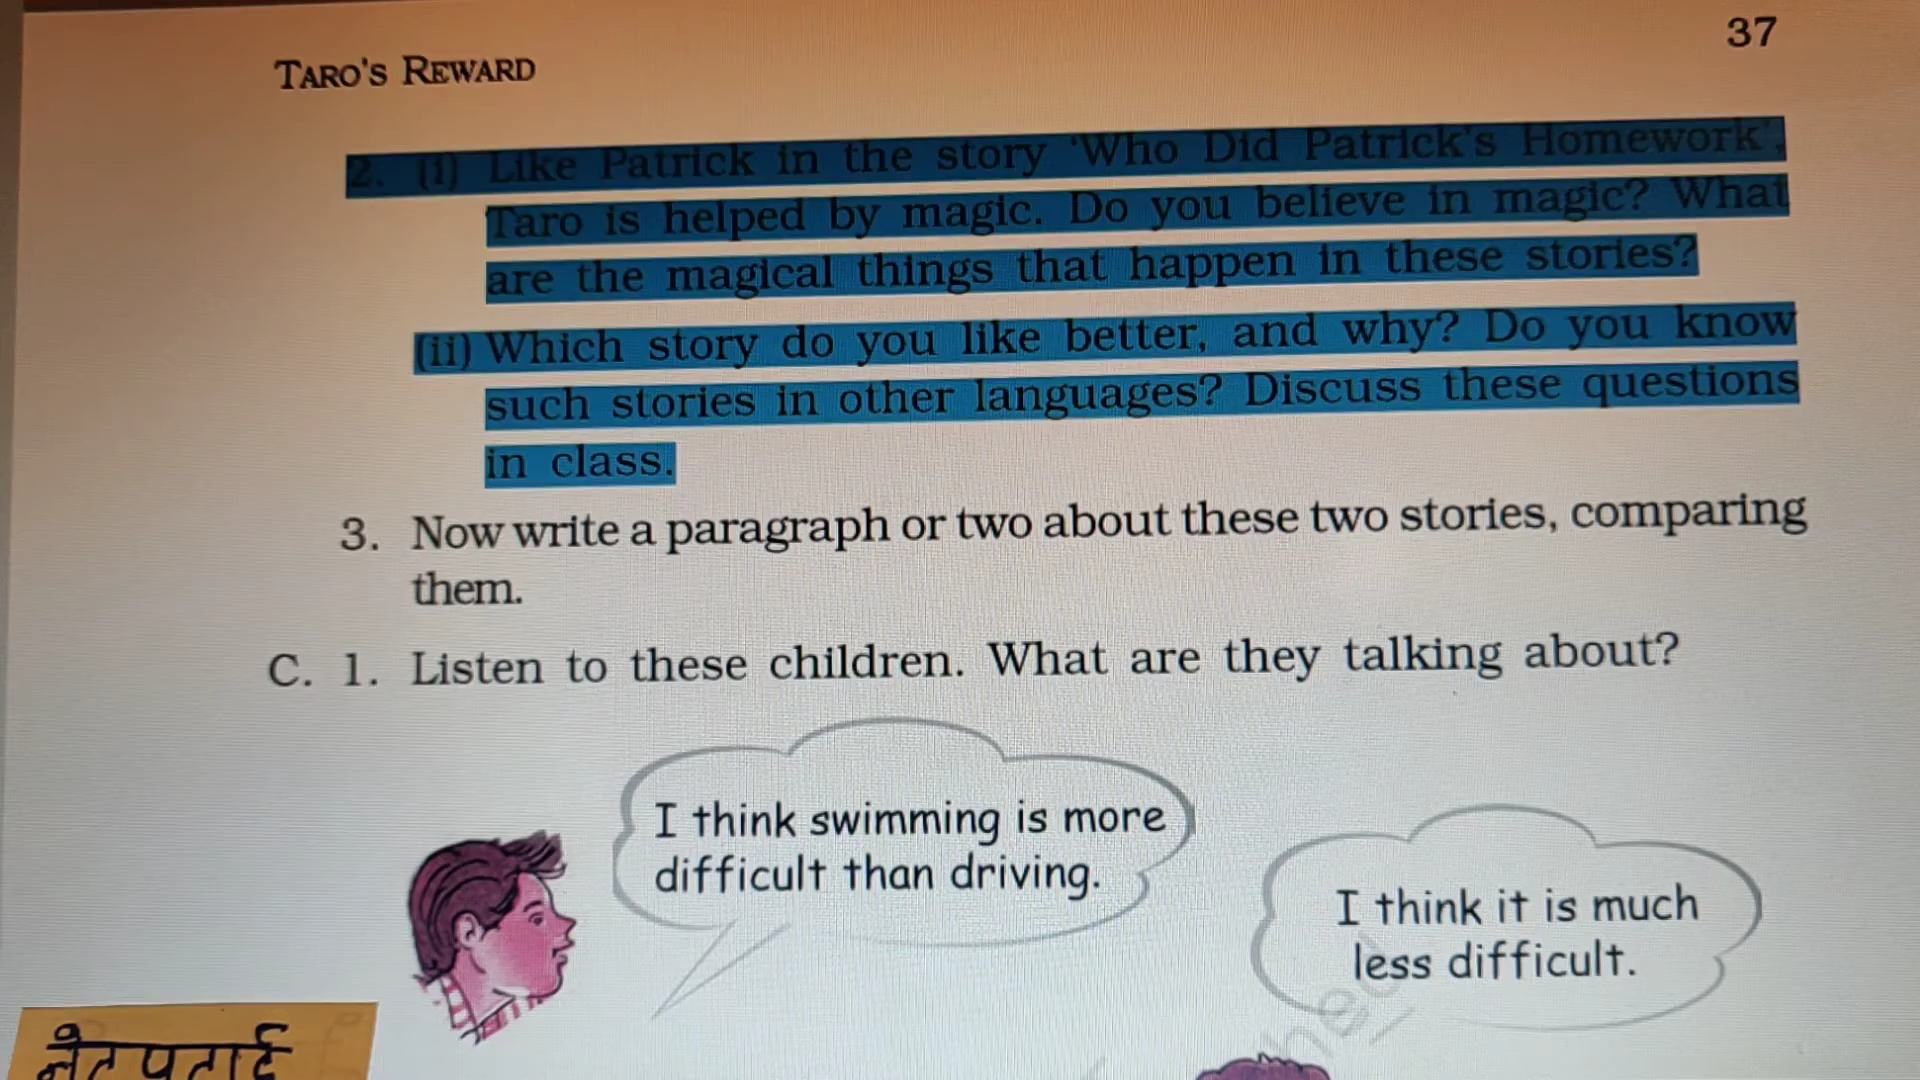 37
TARO'S REWARD
2. (i) Like Patrick in the story 'Who Did Patrick's Homework',
Taro is helped by magic. Do you believe in magic? What
are the magical things that happen in these stories?
(ii) Which story do you like better, and why? Do you know
such stories in other languages? Discuss these questions
in class.
3. Now write a paragraph or two about these two stories, comparing
them.
C. 1. Listen to these children. What are they talking about?
I think swimming is more
difficult than driving.
I think it is much
less difficult.